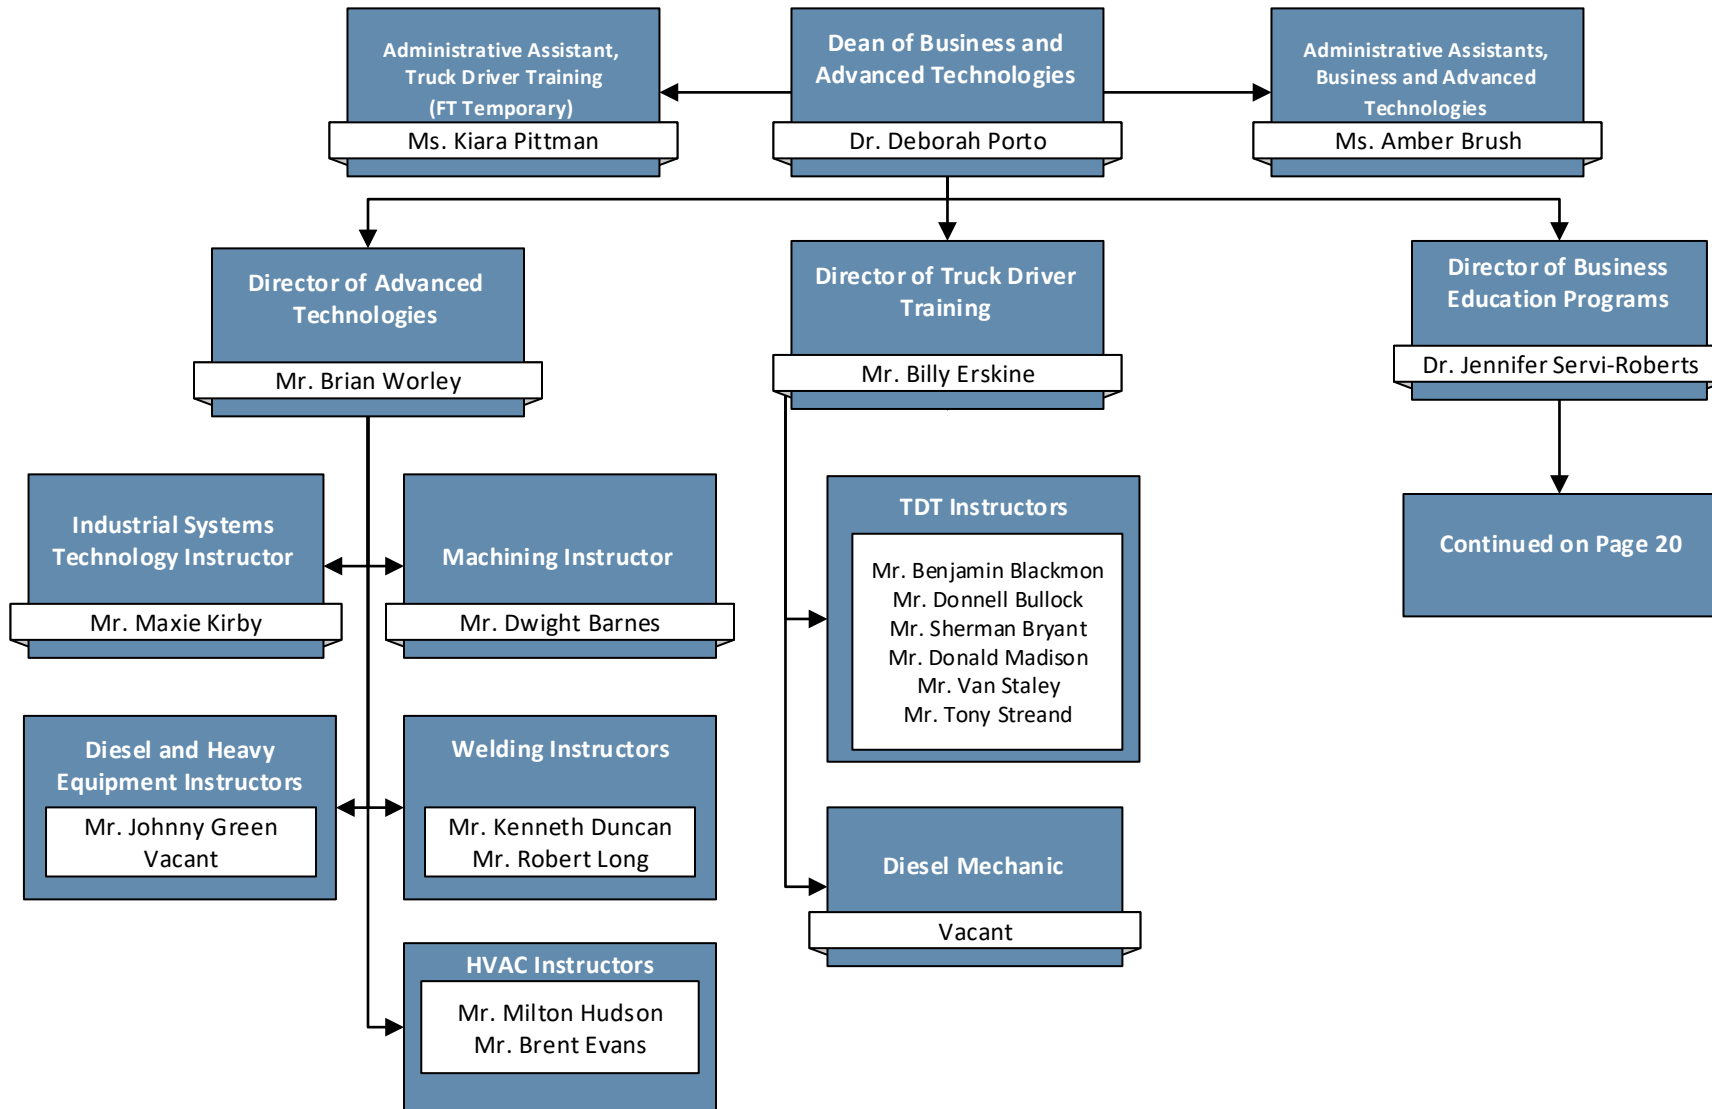 Administrative Assistant,
Truck Driver Training
(FT Temporary)
Ms. Kiara Pittman
Dean of Business and
Advanced Technologies
Dr. Deborah Porto
Administrative Assistants,
Business and Advanced
Technologies
Ms. Amber Brush
Director of Advanced
Technologies
Mr. Brian Worley
Director of Truck Driver
Training
Mr. Billy Erskine
Director of Business
Education Programs
Dr. Jennifer Servi-Roberts
Industrial Systems
Technology Instructor
Mr. Maxie Kirby
Machining Instructor
Mr. Dwight Barnes
TDT Instructors
Mr. Benjamin Blackmon
Mr. Donnell Bullock
Mr. Sherman Bryant
Mr. Donald Madison
Mr. Van Staley
Mr. Tony Streand
Continued on Page 20
Diesel and Heavy
Equipment Instructors
Mr. Johnny Green
Vacant
Welding Instructors
Mr. Kenneth Duncan
Mr. Robert Long
Diesel Mechanic
Vacant
HVAC Instructors
Mr. Milton Hudson
Mr. Brent Evans